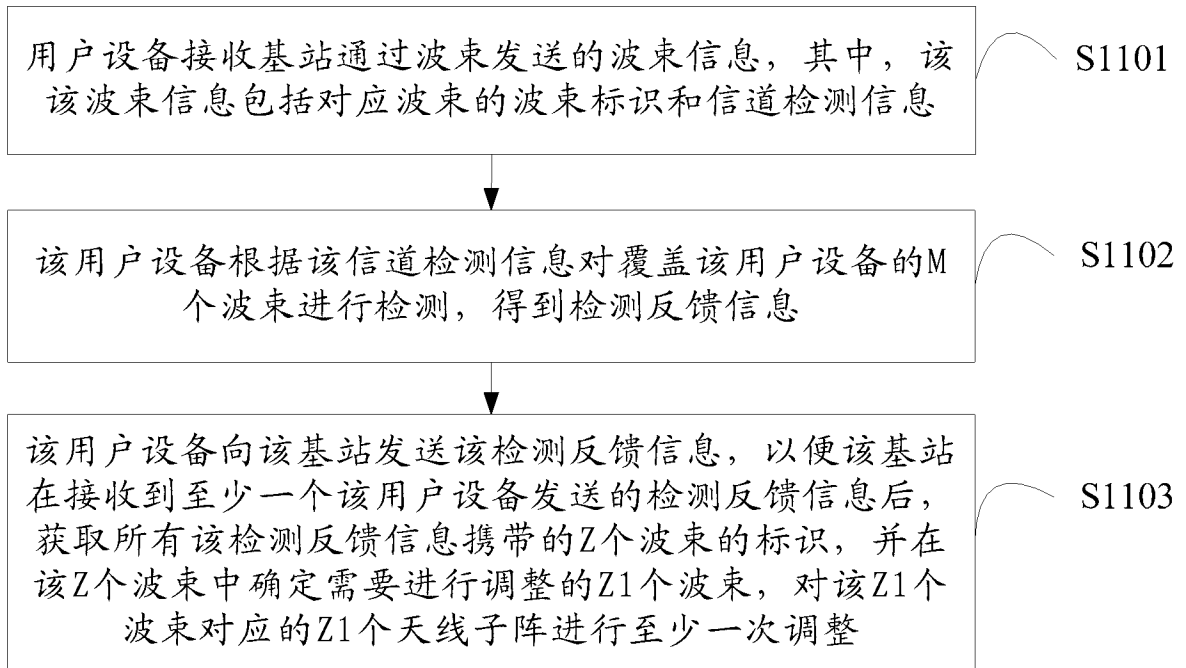 用户设备接收基站通过波束发送的波束信息，其中，该
该波束信息包括对应波束的波束标识和信道检测信息
S1101
该用户设备根据该信道检测信息对覆盖该用户设备的M
个波束进行检测，得到检测反馈信息
S1102
该用户设备向该基站发送该检测反馈信息，以便该基站
在接收到至少一个该用户设备发送的检测反馈信息后，
获取所有该检测反馈信息携带的Z个波束的标识，并在
该Z个波束中确定需要进行调整的Z1个波束，对该Z1个
波束对应的Z1个天线子阵进行至少一次调整
S1103